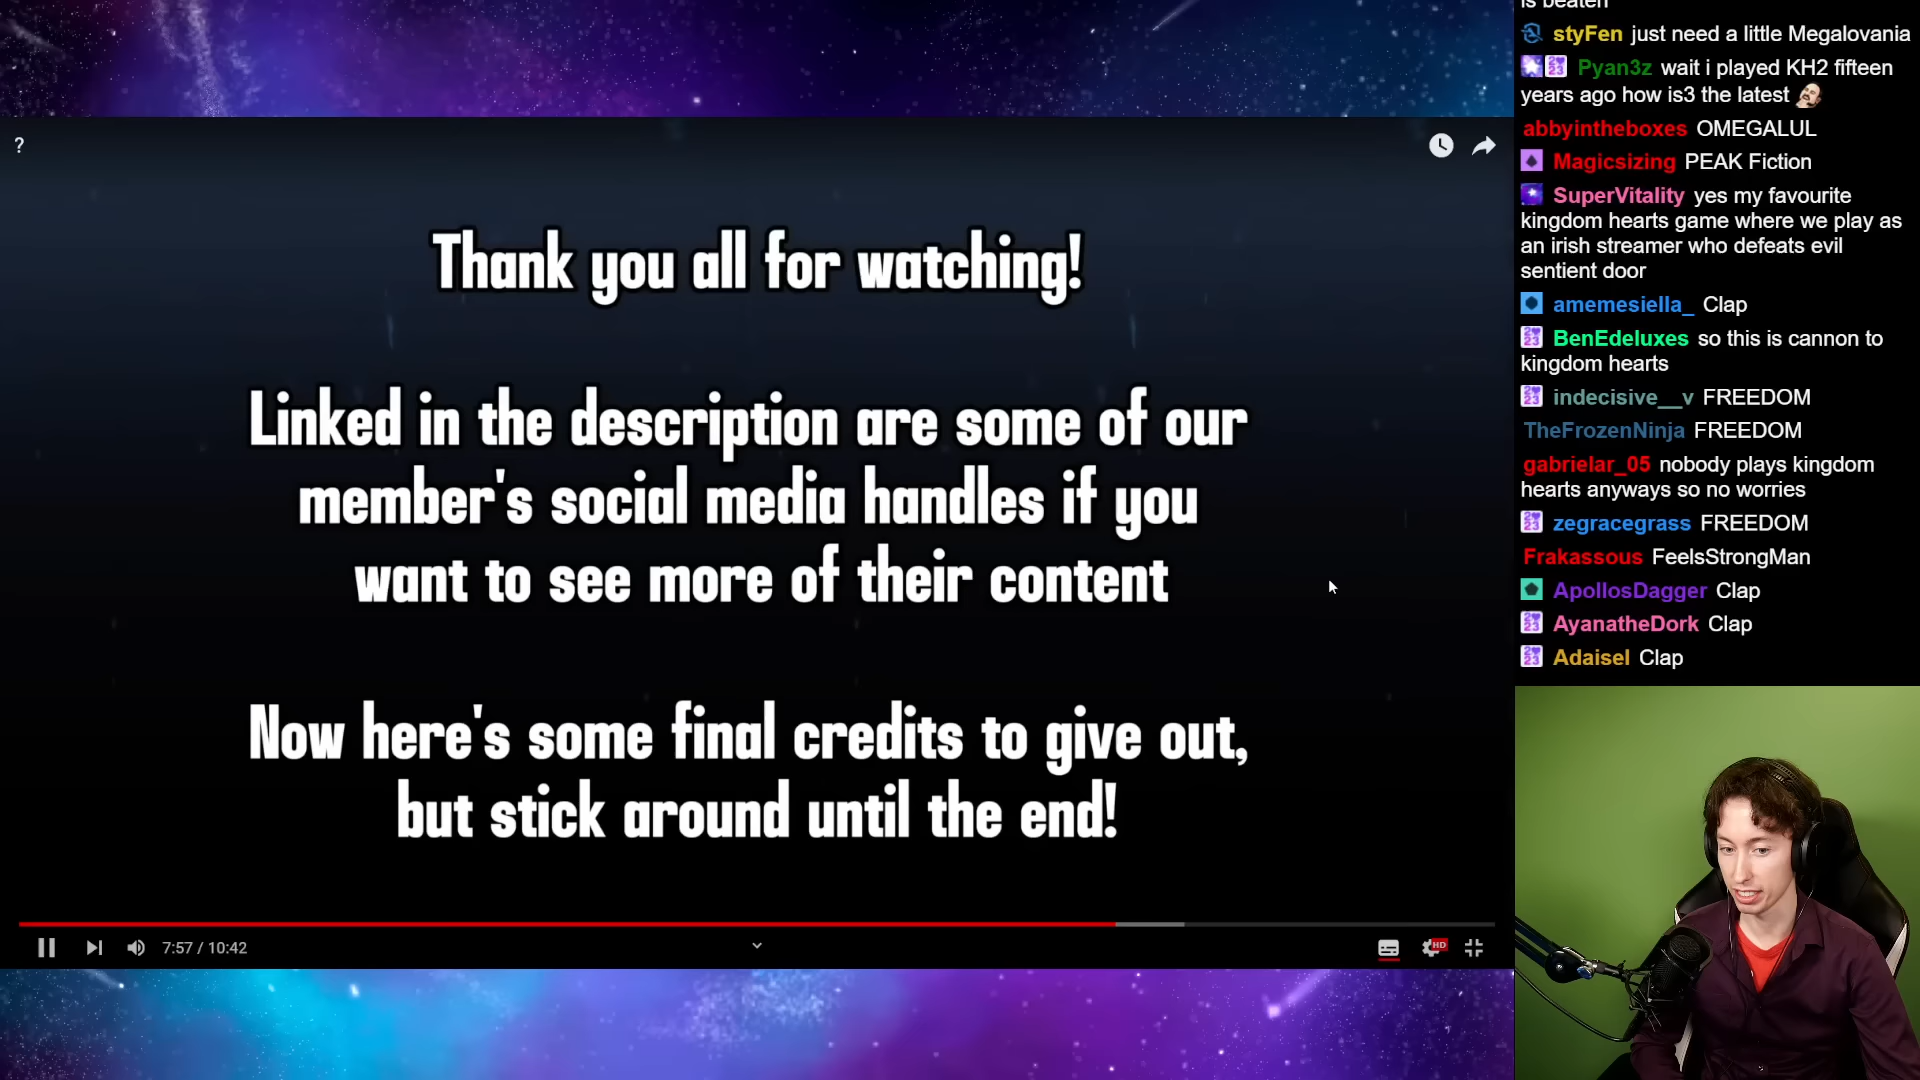 ?
Thank you all for watching!
Linked in the description are some of our
member's social media handles if you
want to see more of their content
Now here's some final credits to give out,
but stick around until the end!
7:57 / 10:42
HD
is beaten
styFen just need a little Megalovania
Pyan3z wait i played KH2 fifteen
years ago how is3 the latest
abbyintheboxes OMEGALUL
Magicsizing PEAK Fiction
SuperVitality yes my favourite
kingdom hearts game where we play as
an irish streamer who defeats evil
sentient door
amemesiella_ Clap
BenEdeluxes so this is cannon to
kingdom hearts
indecisive__v FREEDOM
TheFrozenNinja FREEDOM
gabrielar_05 nobody plays kingdom
hearts anyways so no worries
zegracegrass FREEDOM
Frakassous FeelsStrongMan
ApollosDagger Clap
AyanatheDork Clap
Adaisel Clap